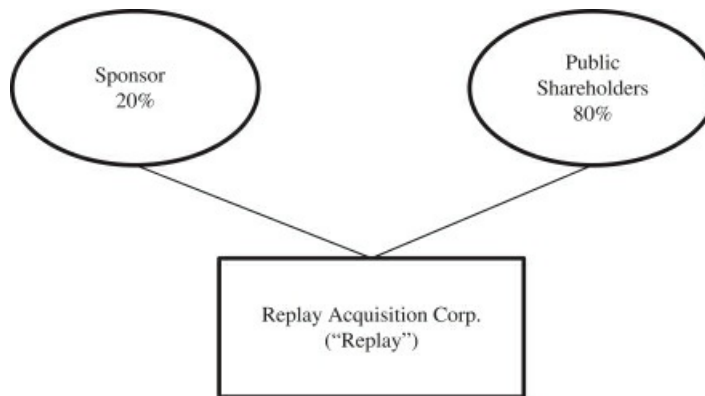 Sponsor
20%
Public
Shareholders
80%
Replay Acquisition Corp.
(“Replay”)